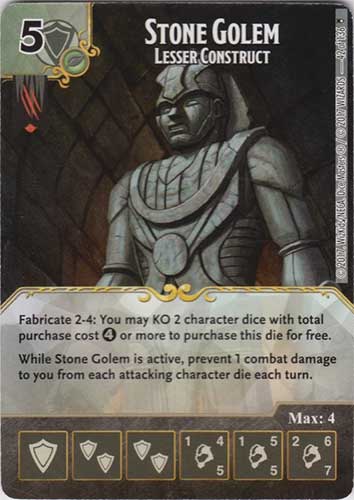 5
STONE GOLEM
LESSER CONSTRUCT
Fabricate 2-4: You may KO 2 character dice with total
purchase cost 4 or more to purchase this die for free.
While Stone Golem is active, prevent 1 combat damage
to you from each attacking character die each turn.
Max: 4
1 4 5
1 5 5
2 6 7